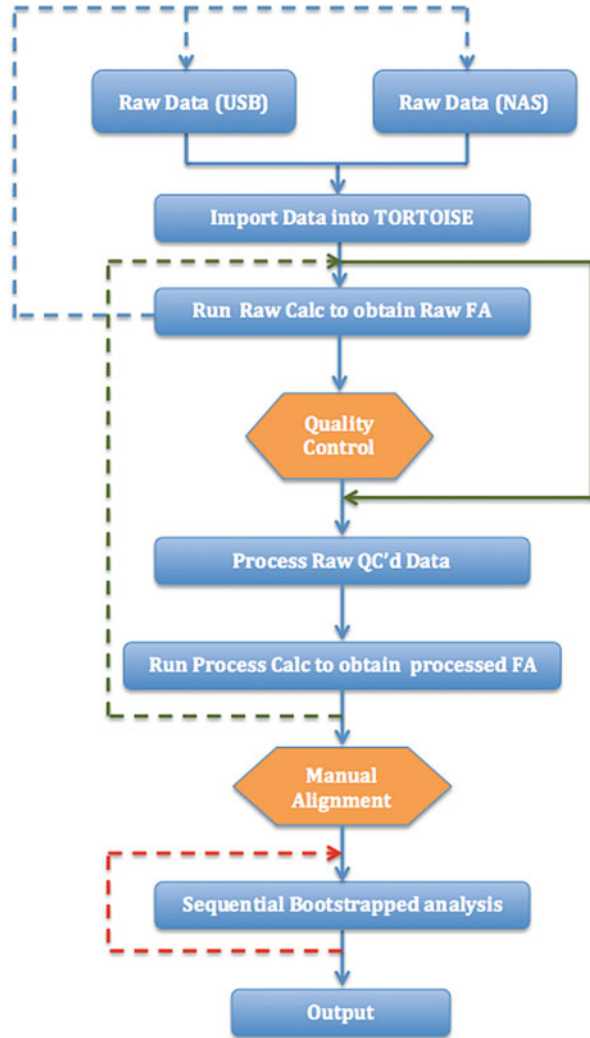 Raw Data (USB)
Raw Data (NAS)
Import Data into TORTOISE
Run Raw Calc to obtain Raw FA
Quality
Control
Process Raw QC'd Data
Run Process Calc to obtain processed FA
Manual
Alignment
Sequential Bootstrapped analysis
Output